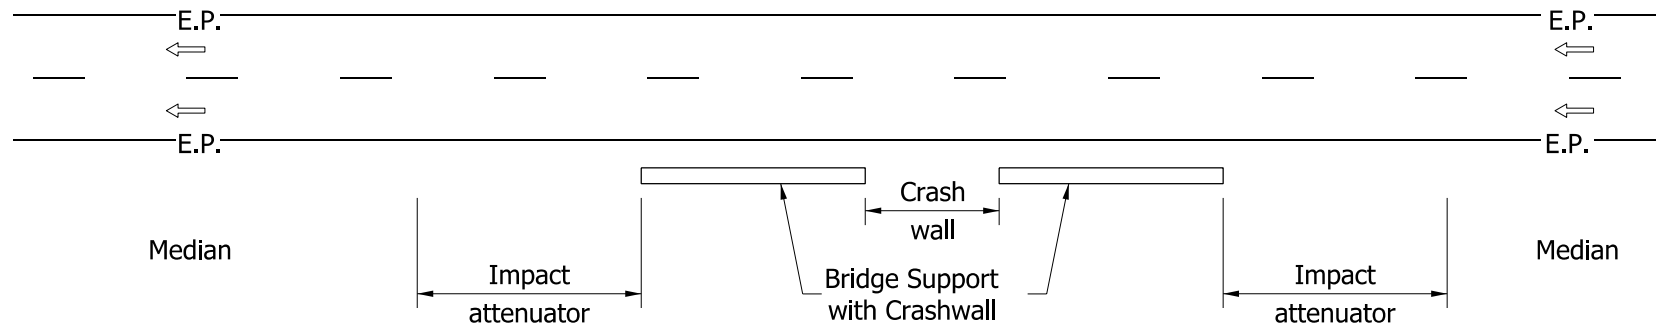 E.P.
E.P.
E.P.
E.P.
Crash
wall
Median
Median
Impact
attenuator
Bridge Support
with Crashwall
Impact
attenuator